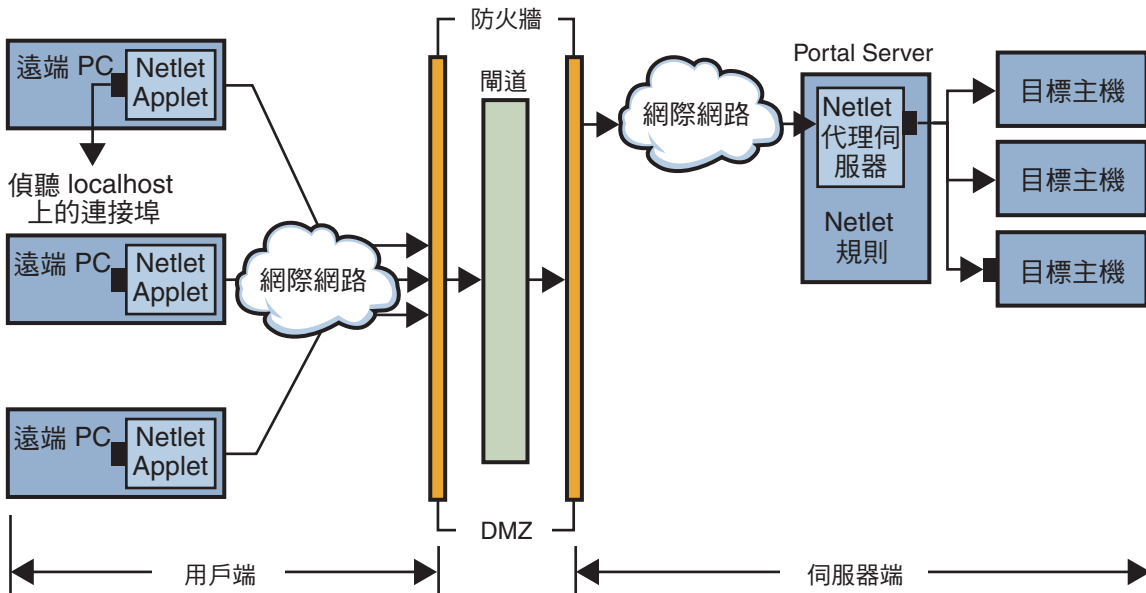 防火牆
遠端 PC
Netlet
Applet
偵聽 localhost
上的連接埠
遠端 PC
Netlet
Applet
遠端 PC
Netlet
Applet
網際網路
閘道
DMZ
網際網路
Portal Server
Netlet
代理伺
服器
Netlet
規則
目標主機
目標主機
目標主機
用戶端
伺服器端